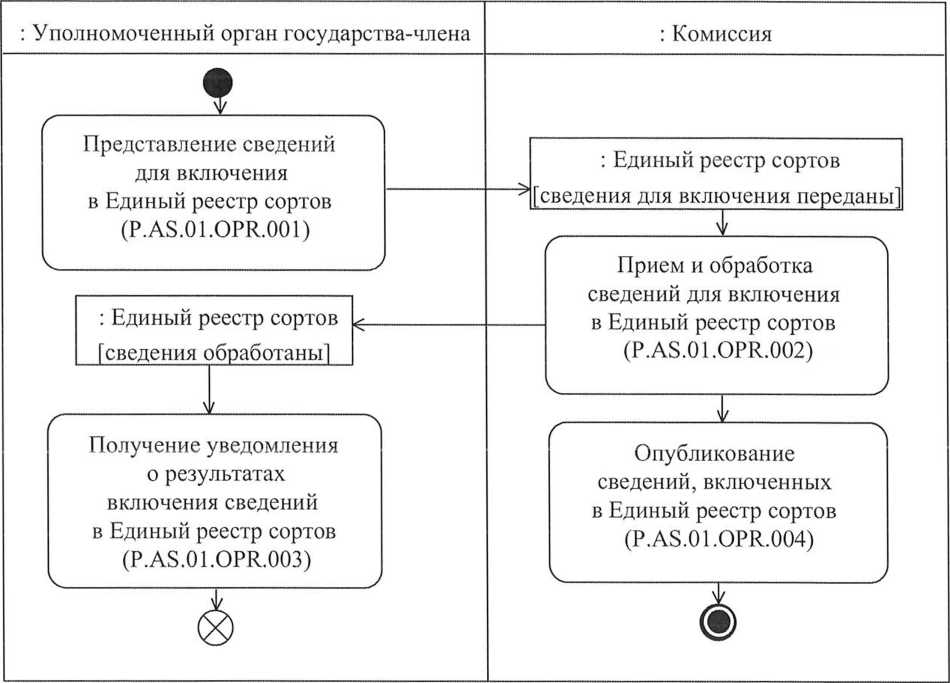 : Уполномоченный орган государства-члена
: Комиссия
Представление сведений
для включения
в Единый реестр сортов
(P.AS.01.OPR.001)
: Единый реестр сортов
[сведения для включения переданы]
Прием и обработка
сведений для включения
в Единый реестр сортов
(P.AS.01.OPR.002)
: Единый реестр сортов
[сведения обработаны]
Получение уведомления
о результатах
включения сведений
в Единый реестр сортов
(P.AS.01.OPR.003)
Опубликование
сведений, включенных
в Единый реестр сортов
(P.AS.01.OPR.004)